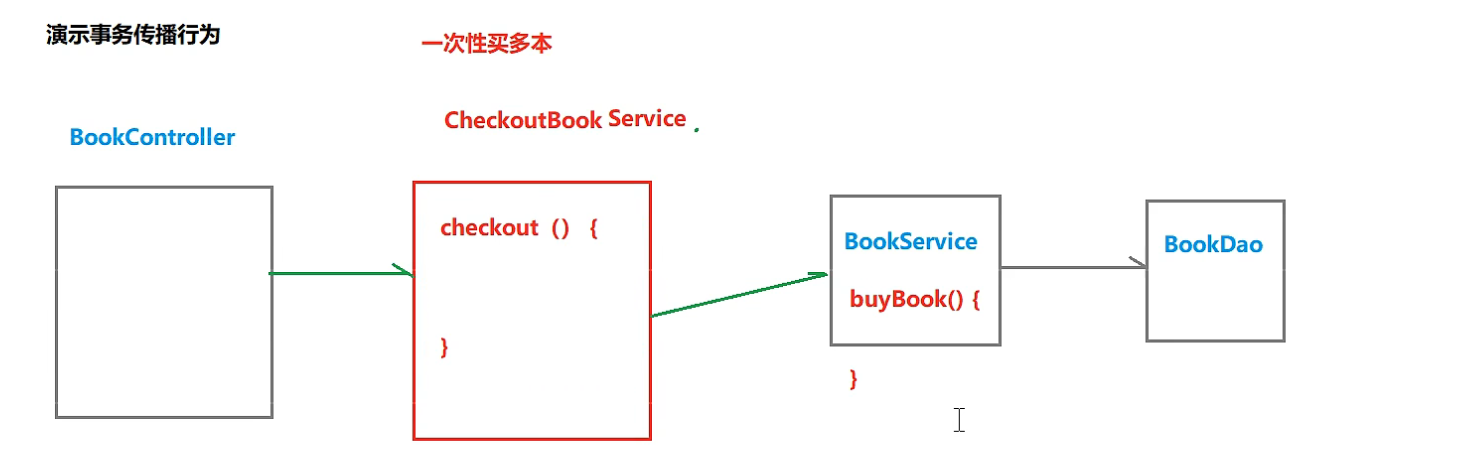 演示事务传播行为
一次性买多本
BookController
CheckoutBook Service .
checkout () {
}
BookService
buyBook() {
}
BookDao